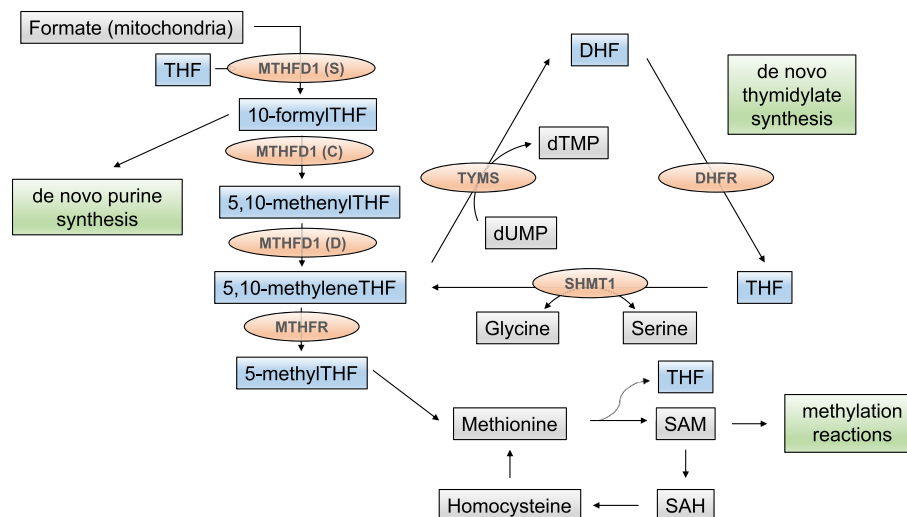 Formate (mitochondria)
THF
MTHFD1 (S)
10-formylTHF
MTHFD1 (C)
de novo purine
synthesis
5,10-methenylTHF
MTHFD1 (D)
5,10-methyleneTHF
MTHFR
5-methylTHF
DHF
de novo
thymidylate
synthesis
dTMP
TYMS
DHFR
dUMP
SHMT1
THF
Glycine
Serine
THF
Methionine
SAM
methylation
reactions
Homocysteine
SAH